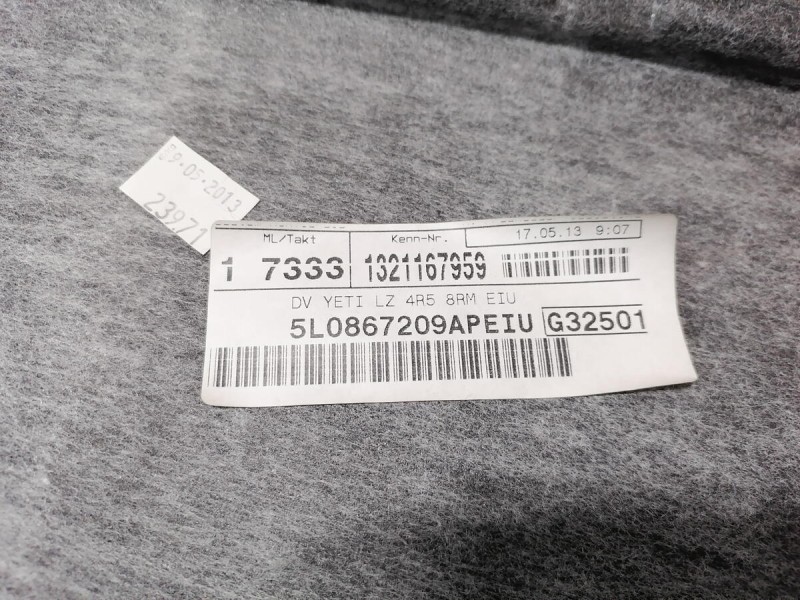 09.05.2013
23971
ML/Takt Kenn-Nr. 17.05.13 9:07
1 7333 1321167959
DV YETI LZ 4R5 8RM EIU
5L0867209APEIU G32501